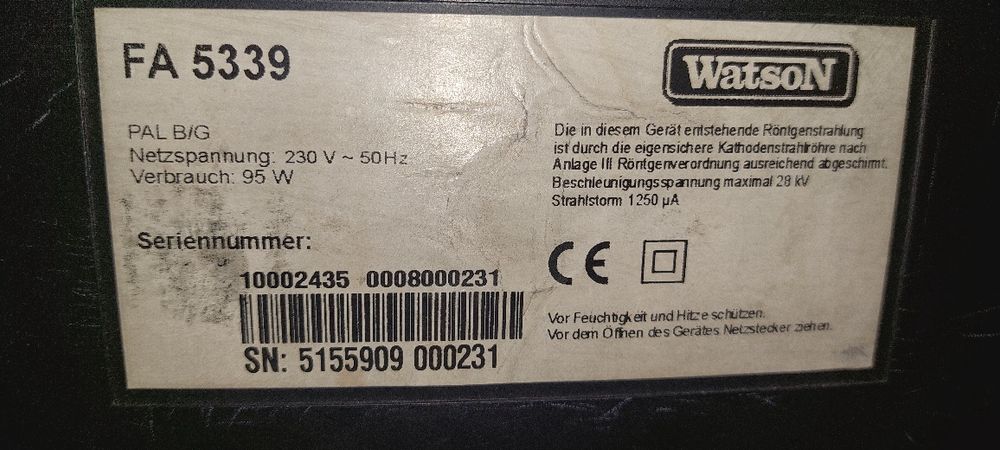 FA 5339
WatsoN
PAL B/G
Netzspannung: 230 V ~ 50Hz
Verbrauch: 95 W
Die in diesem Gerät entstehende Röntgenstrahlung
ist durch die eigensichere Kathodenstrahlröhre nach
Anlage III Röntgenverordnung ausreichend abgeschirmt.
Beschleunigungsspannung maximal 28 kV
Strahlstorm 1250 µA
Seriennummer:
10002435 0008000231
SN: 5155909 000231
CE
Vor Feuchtigkeit und Hitze schützen.
Vor dem Öffnen des Gerätes Netzstecker ziehen.